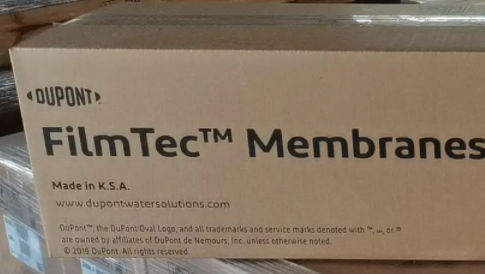 DUPONT
FilmTec™ Membranes
Made in K.S.A.
www.dupontwatersolutions.com
DuPont™, the DuPont Oval Logo, and all trademarks and service marks denoted with ™, ℠, or ®
are owned by affiliates of DuPont de Nemours, Inc. unless otherwise noted.
© 2019 DuPont. All rights reserved.